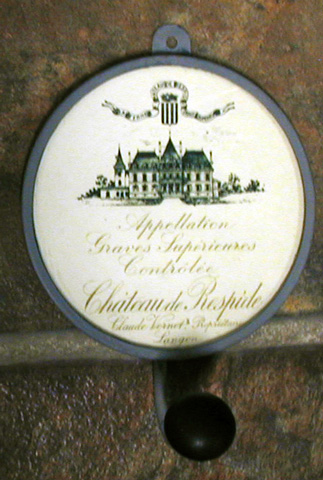 Appellation
Graves Supérieures
Contrôlée
Château de Respide
Claude Vernet Propriétaire
Langon